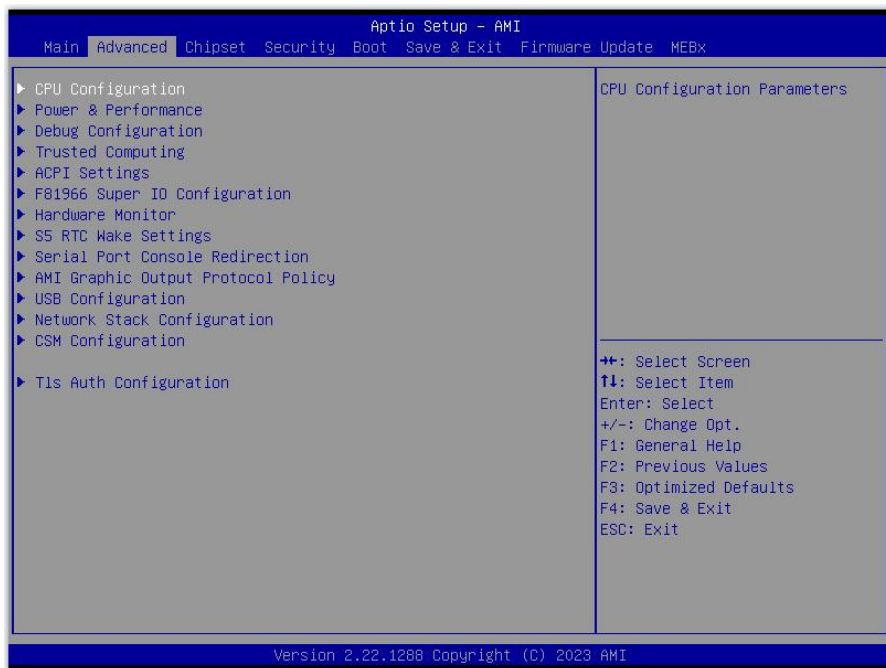 Aptio Setup - AMI
Main Advanced Chipset Security Boot Save & Exit Firmware Update MEBx
CPU Configuration
Power & Performance
Debug Configuration
Trusted Computing
ACPI Settings
F81966 Super IO Configuration
Hardware Monitor
S5 RTC Wake Settings
Serial Port Console Redirection
AMI Graphic Output Protocol Policy
USB Configuration
Network Stack Configuration
CSM Configuration
Tls Auth Configuration
CPU Configuration Parameters
→←: Select Screen
↑↓: Select Item
Enter: Select
+/-: Change Opt.
F1: General Help
F2: Previous Values
F3: Optimized Defaults
F4: Save & Exit
ESC: Exit
Version 2.22.1288 Copyright (C) 2023 AMI